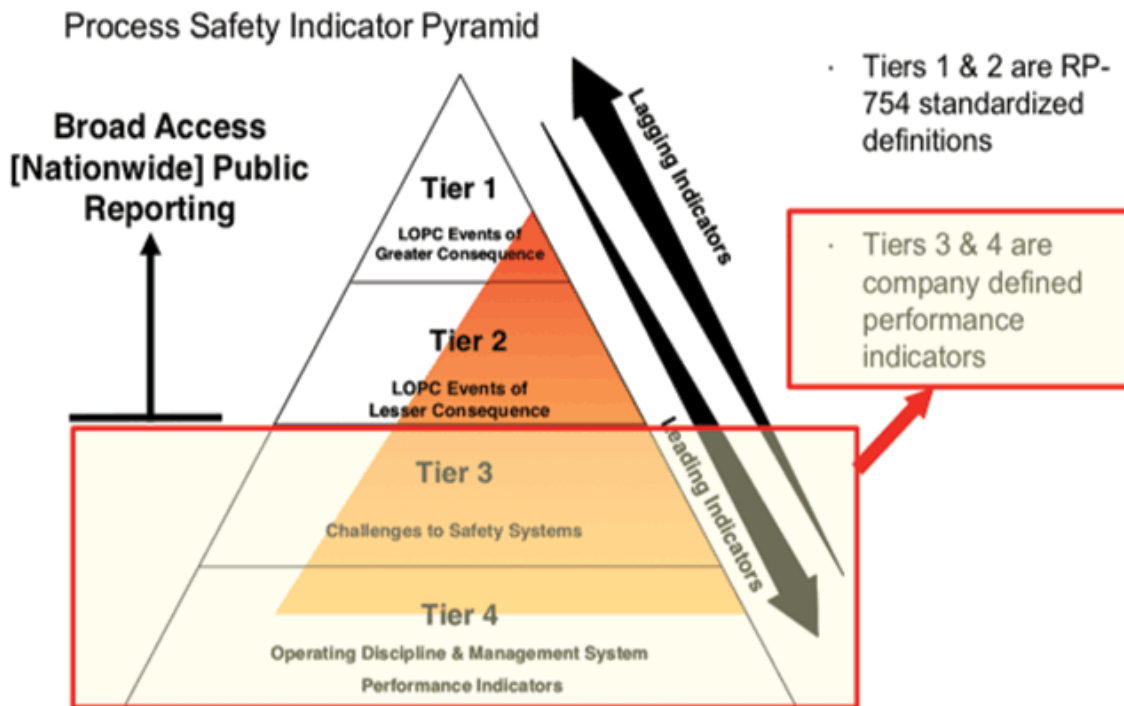 Process Safety Indicator Pyramid
Broad Access
[Nationwide] Public
Reporting
Tier 1
LOPC Events of
Greater Consequence
Tier 2
LOPC Events of
Lesser Consequence
Tier 3
Challenges to Safety Systems
Tier 4
Operating Discipline & Management System
Performance Indicators
Lagging Indicators
Leading Indicators
· Tiers 1 & 2 are RP-
754 standardized
definitions
· Tiers 3 & 4 are
company defined
performance
indicators